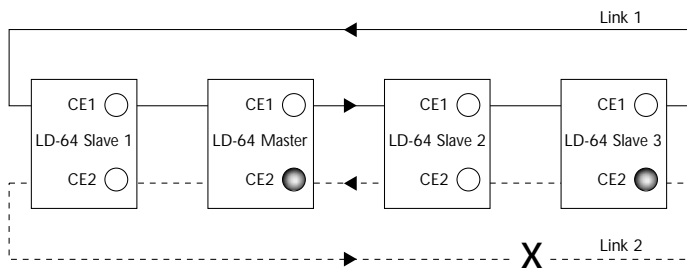 Link 1
CE1 CE1 CE1 CE1
LD-64 Slave 1 LD-64 Master LD-64 Slave 2 LD-64 Slave 3
CE2 CE2 CE2 CE2
X Link 2